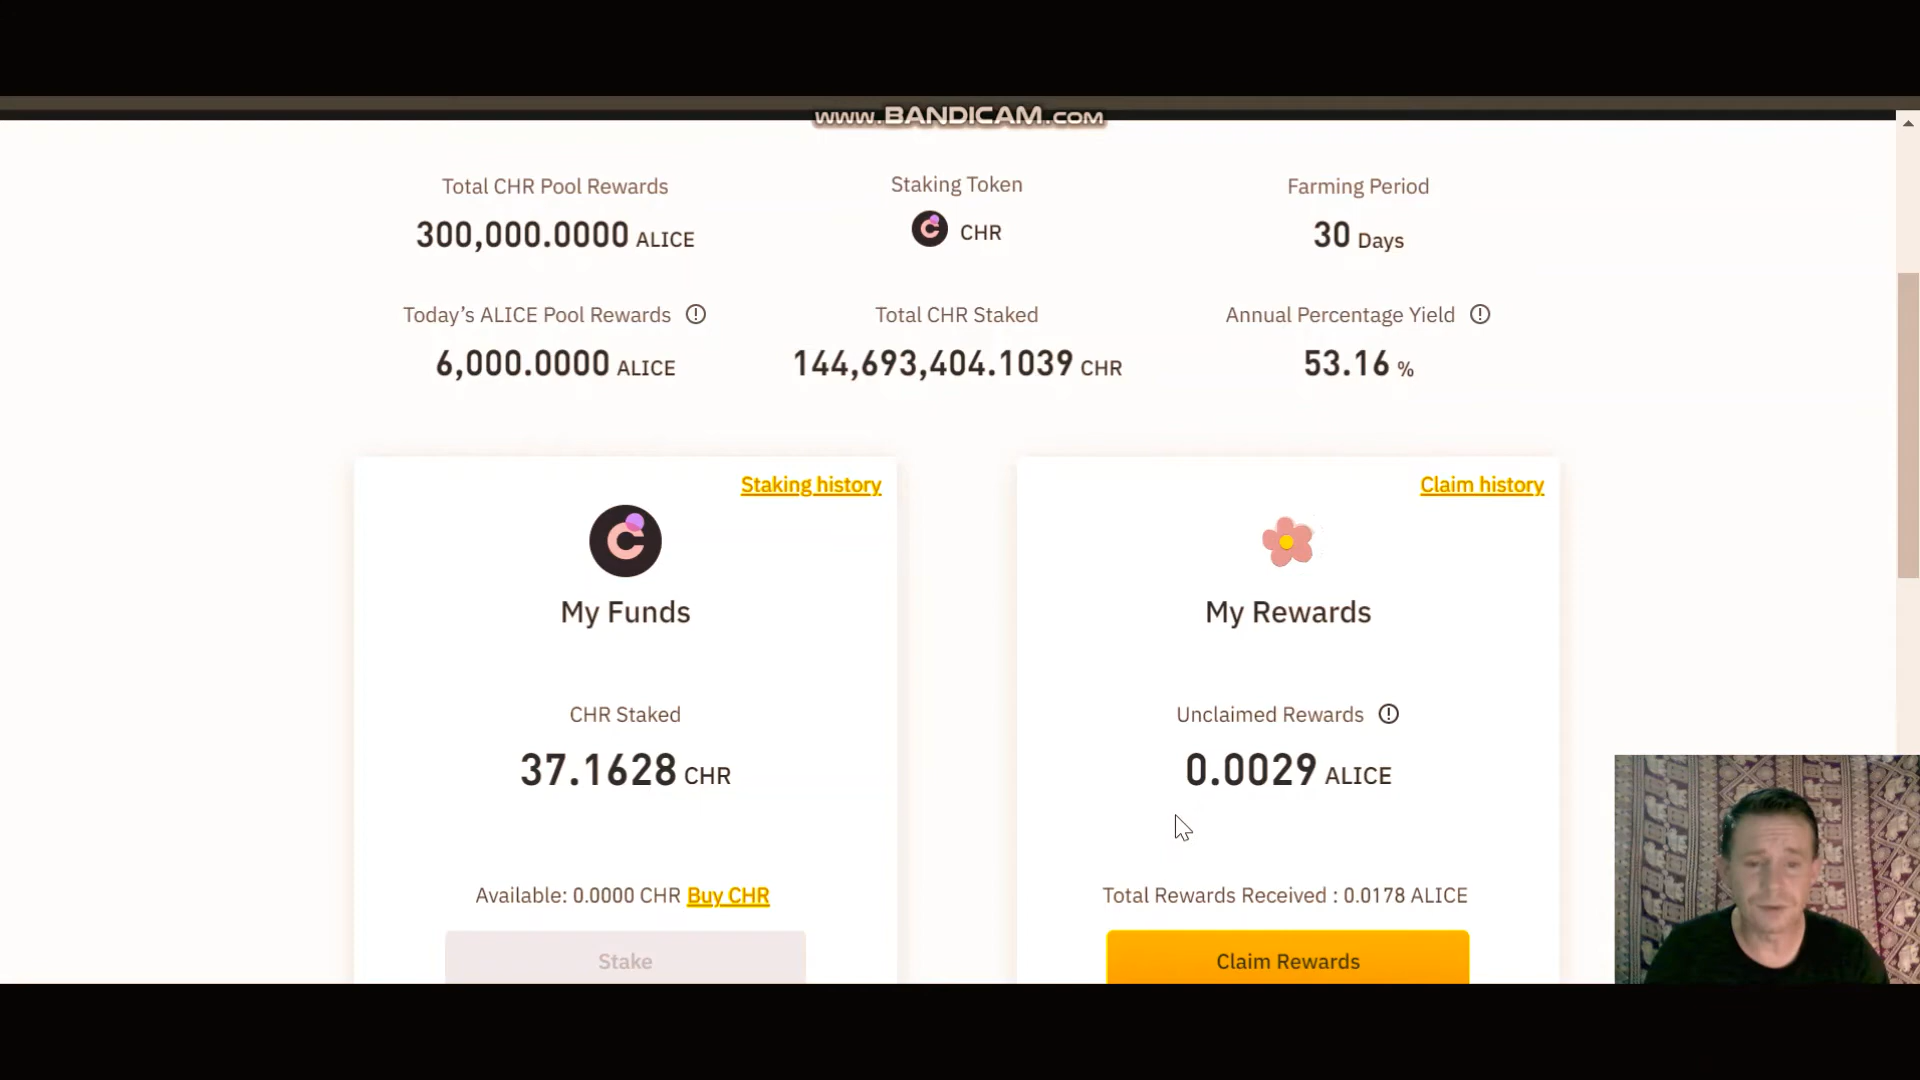 www.BANDICAM.com
Total CHR Pool Rewards
300,000.0000 ALICE
Staking Token
CHR
Farming Period
30 Days
Today’s ALICE Pool Rewards
6,000.0000 ALICE
Total CHR Staked
144,693,404.1039 CHR
Annual Percentage Yield
53.16 %
Staking history
My Funds
CHR Staked
37.1628 CHR
Available: 0.0000 CHR Buy CHR
Stake
Claim history
My Rewards
Unclaimed Rewards
0.0029 ALICE
Total Rewards Received : 0.0178 ALICE
Claim Rewards